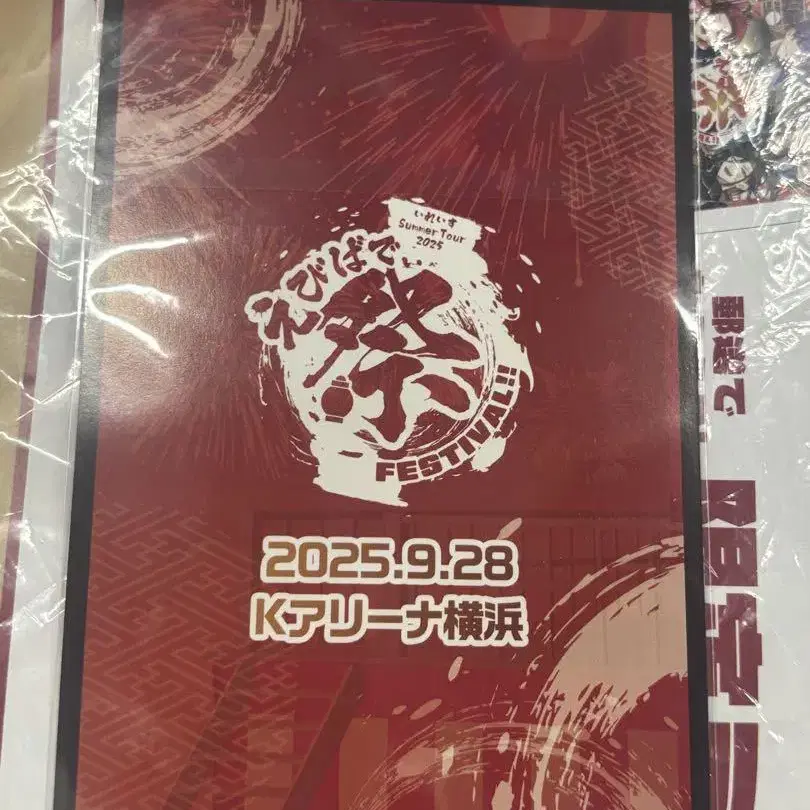 いれいす
Summer Tour
2025
えびばでぃ
祭
FESTIVAL!!
2025.9.28
Kアリーナ横浜